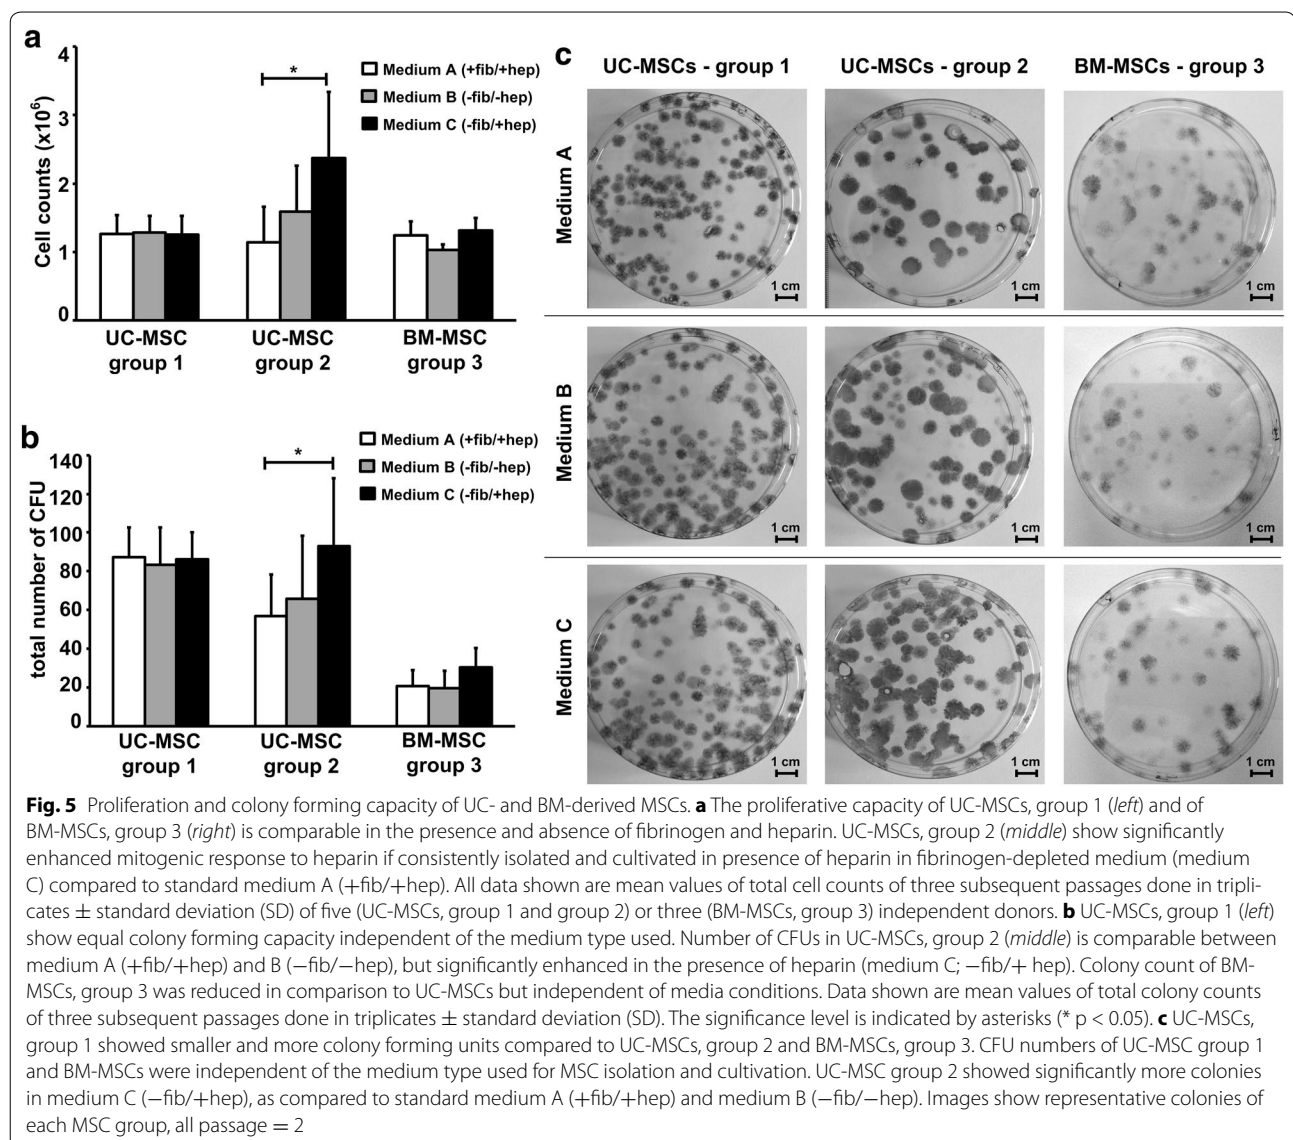 a
4
3
2
1
0
Cell counts (x10⁶)
*
Medium A (+fib/+hep)
Medium B (-fib/-hep)
Medium C (-fib/+hep)
UC-MSC group 1
UC-MSC group 2
BM-MSC group 3
b
140
120
100
80
60
40
20
0
total number of CFU
*
Medium A (+fib/+hep)
Medium B (-fib/-hep)
Medium C (-fib/+hep)
UC-MSC group 1
UC-MSC group 2
BM-MSC group 3
c
UC-MSCs - group 1
UC-MSCs - group 2
BM-MSCs - group 3
Medium A
1 cm
1 cm
1 cm
Medium B
1 cm
1 cm
1 cm
Medium C
1 cm
1 cm
1 cm
Fig. 5 Proliferation and colony forming capacity of UC- and BM-derived MSCs. a The proliferative capacity of UC-MSCs, group 1 (left) and of
BM-MSCs, group 3 (right) is comparable in the presence and absence of fibrinogen and heparin. UC-MSCs, group 2 (middle) show significantly
enhanced mitogenic response to heparin if consistently isolated and cultivated in presence of heparin in fibrinogen-depleted medium (medium
C) compared to standard medium A (+fib/+hep). All data shown are mean values of total cell counts of three subsequent passages done in tripli-
cates ± standard deviation (SD) of five (UC-MSCs, group 1 and group 2) or three (BM-MSCs, group 3) independent donors. b UC-MSCs, group 1 (left)
show equal colony forming capacity independent of the medium type used. Number of CFUs in UC-MSCs, group 2 (middle) is comparable between
medium A (+fib/+hep) and B (−fib/−hep), but significantly enhanced in the presence of heparin (medium C; −fib/+ hep). Colony count of BM-
MSCs, group 3 was reduced in comparison to UC-MSCs but independent of media conditions. Data shown are mean values of total colony counts
of three subsequent passages done in triplicates ± standard deviation (SD). The significance level is indicated by asterisks (* p < 0.05). c UC-MSCs,
group 1 showed smaller and more colony forming units compared to UC-MSCs, group 2 and BM-MSCs, group 3. CFU numbers of UC-MSC group 1
and BM-MSCs were independent of the medium type used for MSC isolation and cultivation. UC-MSC group 2 showed significantly more colonies
in medium C (−fib/+hep), as compared to standard medium A (+fib/+hep) and medium B (−fib/−hep). Images show representative colonies of
each MSC group, all passage = 2